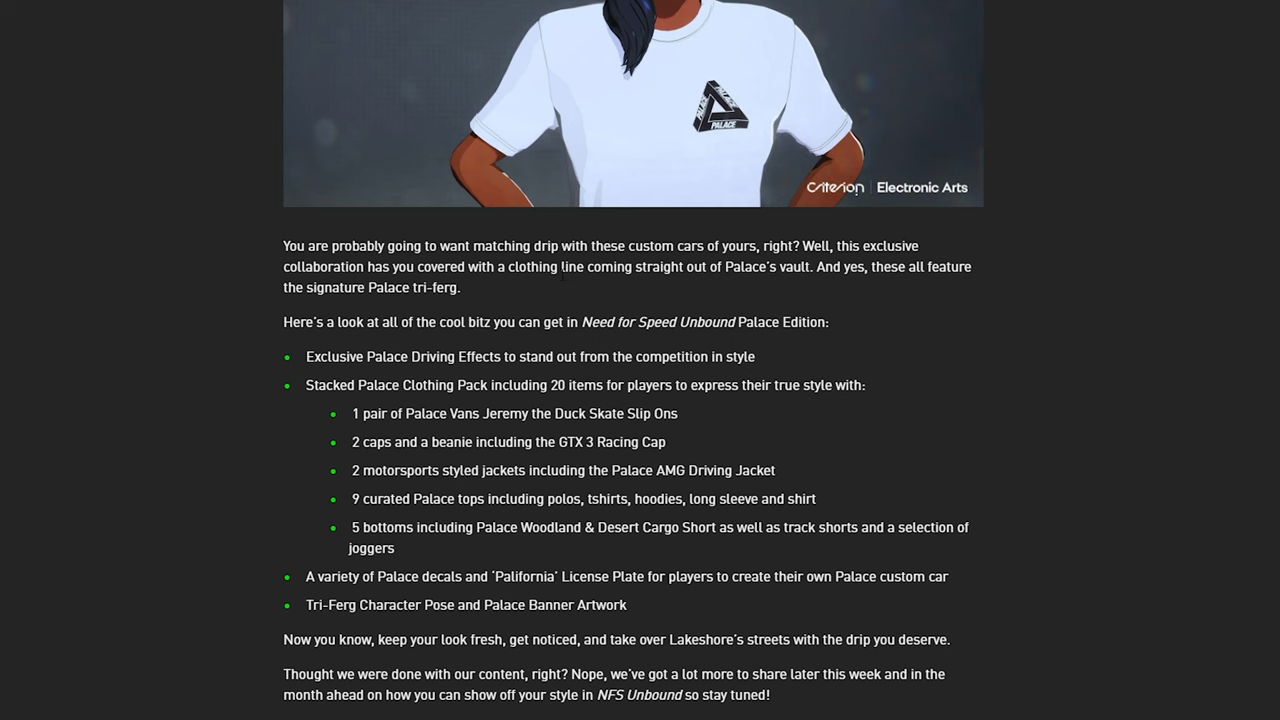 PALACE
PALACE
PALACE
Criterion | Electronic Arts
You are probably going to want matching drip with these custom cars of yours, right? Well, this exclusive
collaboration has you covered with a clothing line coming straight out of Palace's vault. And yes, these all feature
the signature Palace tri-ferg.
Here's a look at all of the cool bitz you can get in Need for Speed Unbound Palace Edition:
• Exclusive Palace Driving Effects to stand out from the competition in style
• Stacked Palace Clothing Pack including 20 items for players to express their true style with:
• 1 pair of Palace Vans Jeremy the Duck Skate Slip Ons
• 2 caps and a beanie including the GTX 3 Racing Cap
• 2 motorsports styled jackets including the Palace AMG Driving Jacket
• 9 curated Palace tops including polos, tshirts, hoodies, long sleeve and shirt
• 5 bottoms including Palace Woodland & Desert Cargo Short as well as track shorts and a selection of
joggers
• A variety of Palace decals and 'Palifornia' License Plate for players to create their own Palace custom car
• Tri-Ferg Character Pose and Palace Banner Artwork
Now you know, keep your look fresh, get noticed, and take over Lakeshore's streets with the drip you deserve.
Thought we were done with our content, right? Nope, we've got a lot more to share later this week and in the
month ahead on how you can show off your style in NFS Unbound so stay tuned!